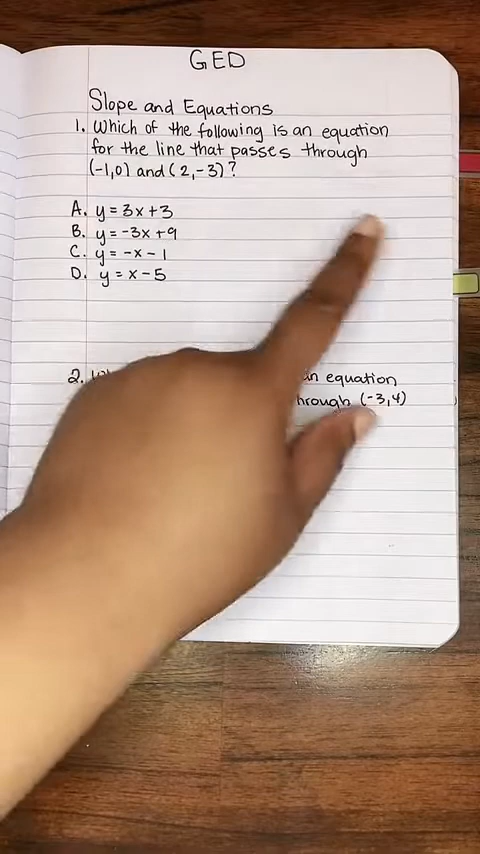 GED
Slope and Equations
1. Which of the following is an equation
for the line that passes through
(-1,0) and (2,-3)?
A. y = 3x+3
B. y = -3x +9
C. y = -x - 1
D. y = x - 5
2. an equation
through (-3,4)